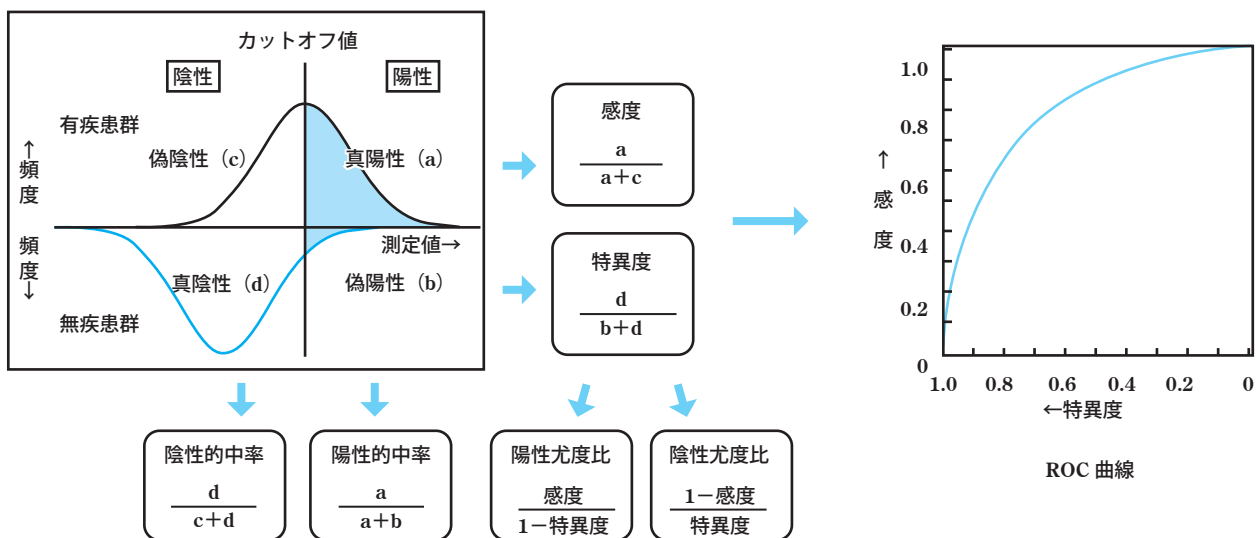 カットオフ値
陰性
陽性
有疾患群
↑頻度
偽陰性（c）
真陽性（a）
測定値→
頻度↓
真陰性（d）
偽陽性（b）
無疾患群
感度
a
a+c
特異度
d
b+d
陰性的中率
d
c+d
陽性的中率
a
a+b
陽性尤度比
感度
1−特異度
陰性尤度比
1−感度
特異度
↑感度
1.0
0.8
0.6
0.4
0.2
0
1.0 0.8 0.6 0.4 0.2 0
←特異度
ROC 曲線